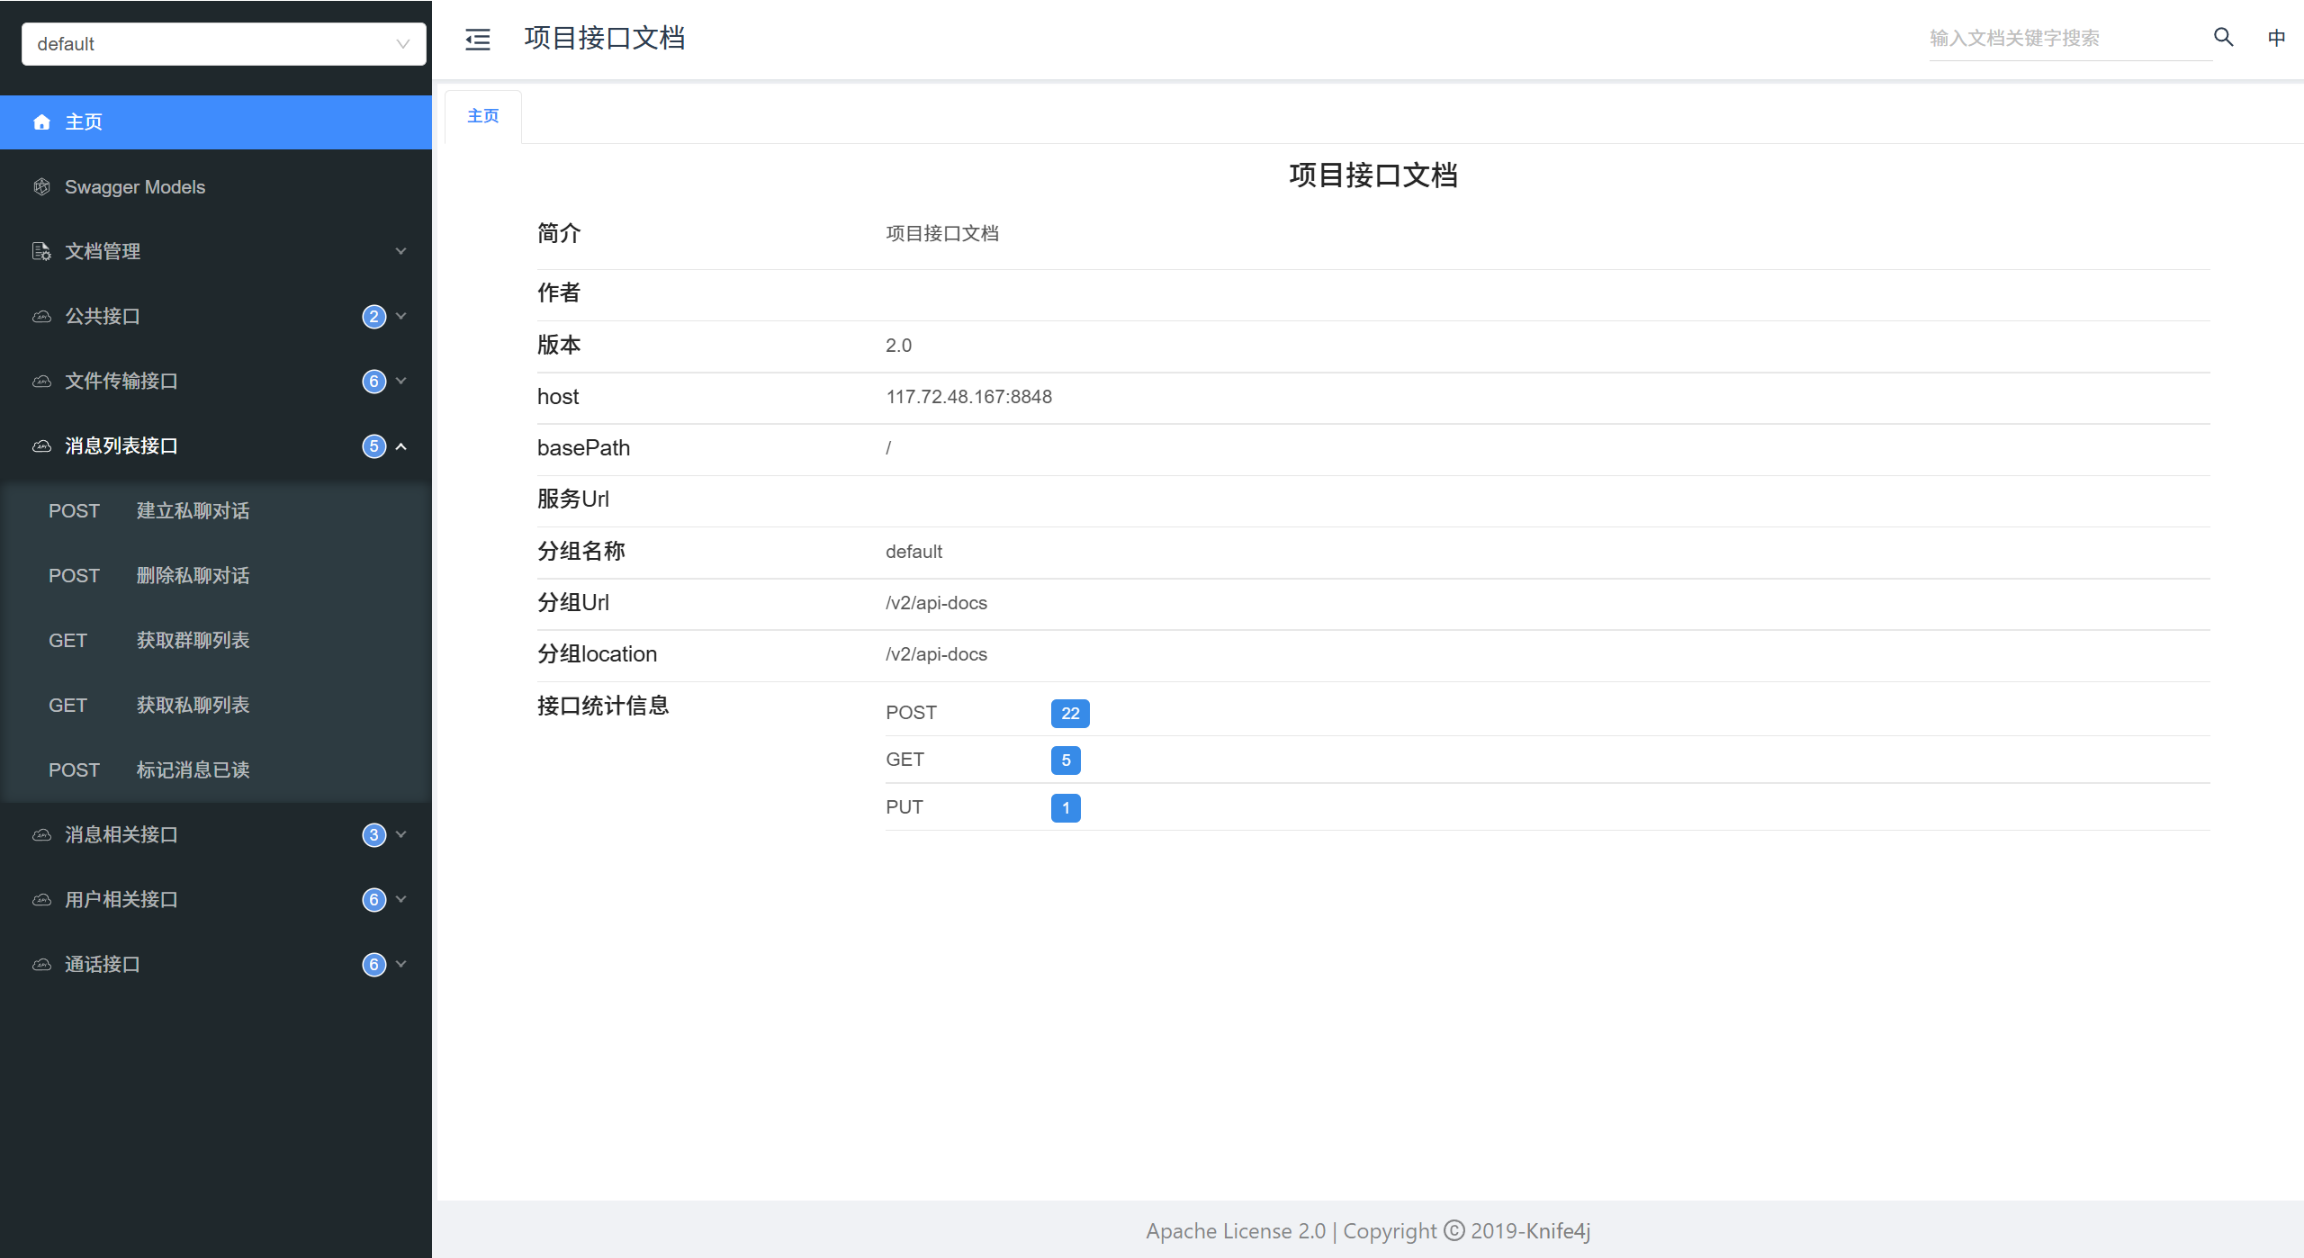 default
主页
Swagger Models
文档管理
公共接口 2
文件传输接口 6
消息列表接口 5
POST 建立私聊对话
POST 删除私聊对话
GET 获取群聊列表
GET 获取私聊列表
POST 标记消息已读
消息相关接口 3
用户相关接口 6
通话接口 6
项目接口文档
输入文档关键字搜索
中
主页
项目接口文档
简介 项目接口文档
作者
版本 2.0
host 117.72.48.167:8848
basePath /
服务Url
分组名称 default
分组Url /v2/api-docs
分组location /v2/api-docs
接口统计信息
POST 22
GET 5
PUT 1
Apache License 2.0 | Copyright © 2019-Knife4j